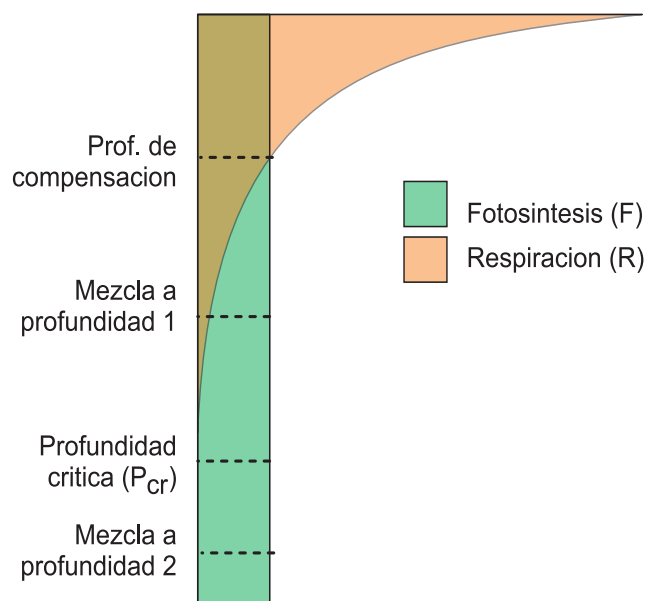 Prof. de
compensacion
Fotosintesis (F)
Respiracion (R)
Mezcla a
profundidad 1
Profundidad
critica (Pcr)
Mezcla a
profundidad 2